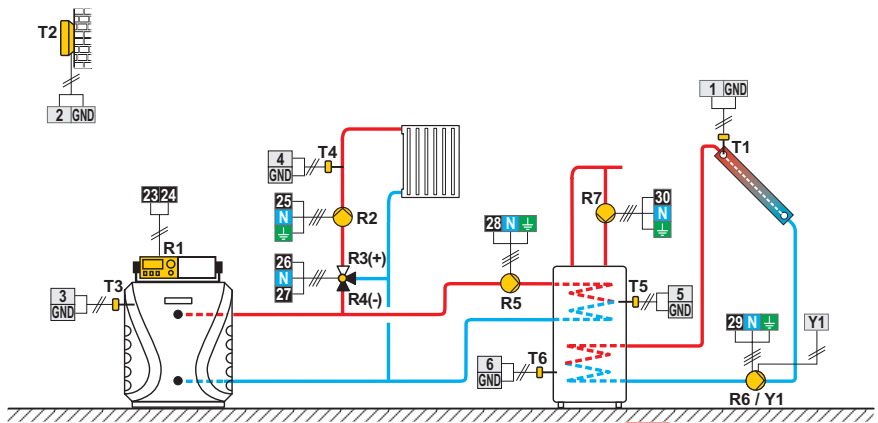 T2
2 GND
1 GND
T1
4
GND
T4
23 24
25
N
R2
R7
30
N
28 N
R1
26
N
27
R3(+)
R4(-)
R5
T3
3
GND
T5
5
GND
29 N
Y1
T6
6
GND
R6 / Y1